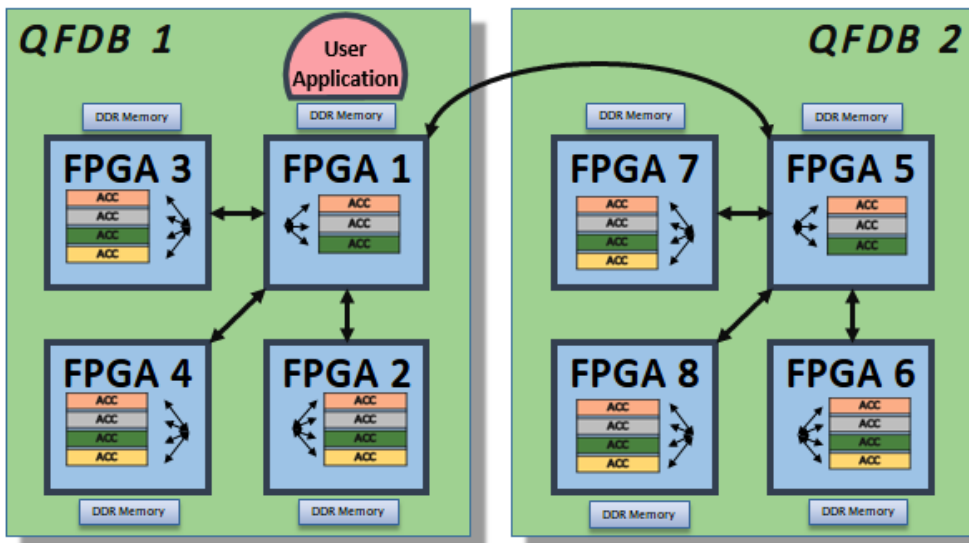 QFDB 1
User
Application
DDR Memory
DDR Memory
FPGA 3
ACC
ACC
ACC
ACC
FPGA 1
ACC
ACC
ACC
FPGA 4
ACC
ACC
ACC
ACC
FPGA 2
ACC
ACC
ACC
ACC
DDR Memory
DDR Memory
QFDB 2
DDR Memory
DDR Memory
FPGA 7
ACC
ACC
ACC
ACC
FPGA 5
ACC
ACC
ACC
FPGA 8
ACC
ACC
ACC
ACC
FPGA 6
ACC
ACC
ACC
ACC
DDR Memory
DDR Memory